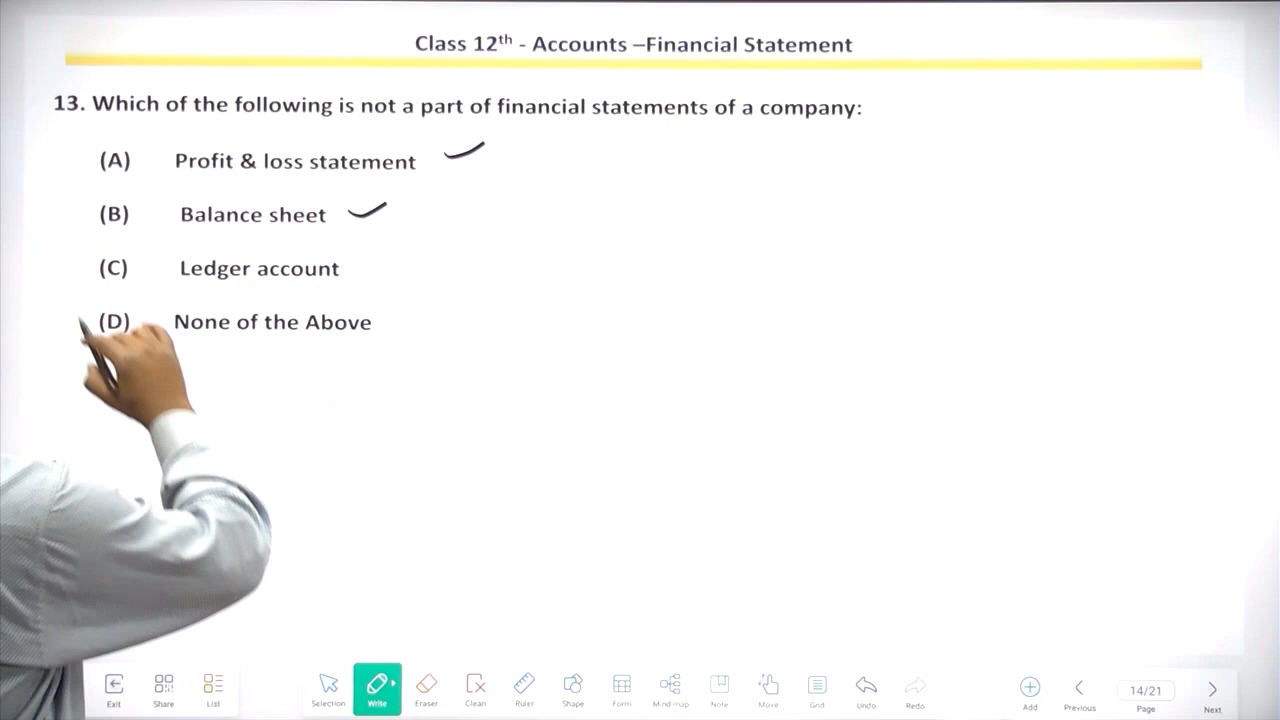 Class 12th - Accounts –Financial Statement
13. Which of the following is not a part of financial statements of a company:
(A) Profit & loss statement
(B) Balance sheet
(C) Ledger account
(D) None of the Above
Exit Share List Selection Write Eraser Clean Ruler Shape Form Mind map Note Move Grid Undo Redo Add Previous 14/21 Page Next